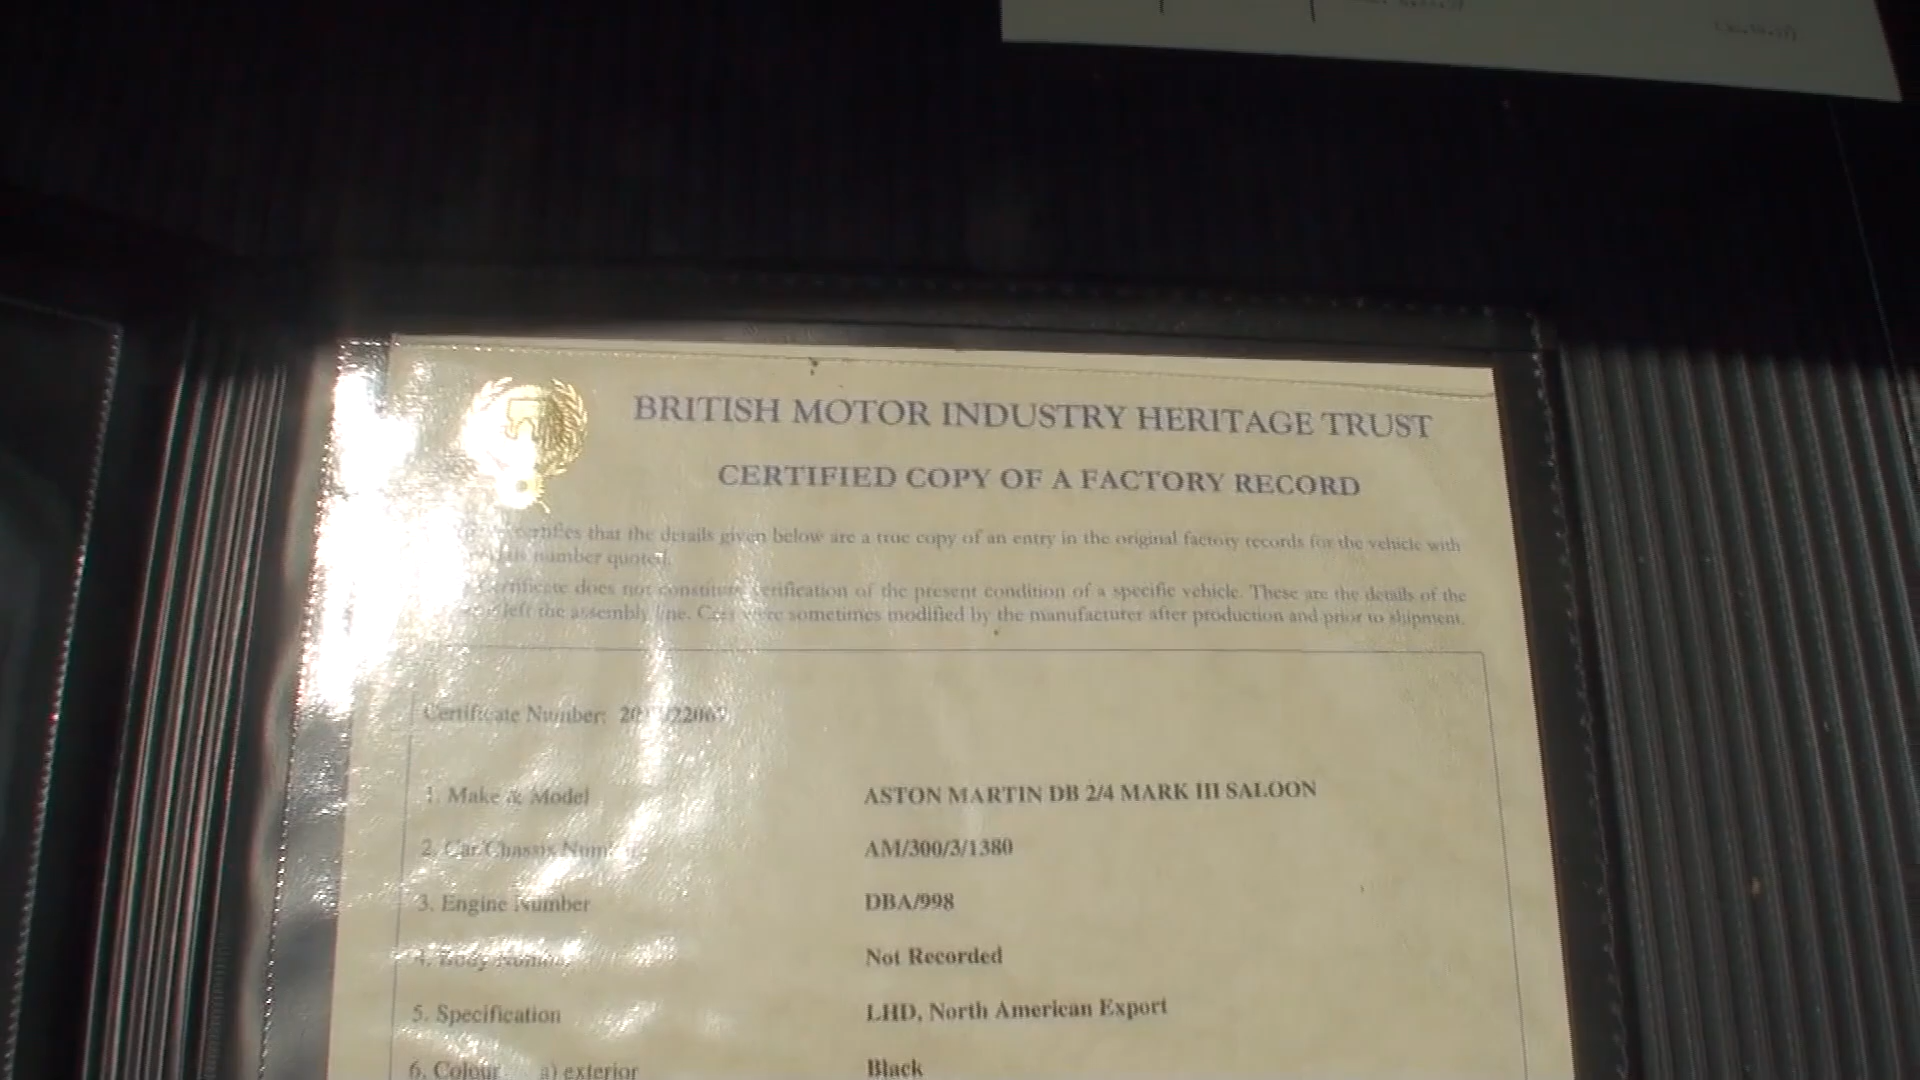 BRITISH MOTOR INDUSTRY HERITAGE TRUST
CERTIFIED COPY OF A FACTORY RECORD
certifies that the details given below are a true copy of an entry in the original factory records for the vehicle with
number quoted.
Certificate does not constitute verification of the present condition of a specific vehicle. These are the details of the
left the assembly line. Cars were sometimes modified by the manufacturer after production and prior to shipment.
Certificate Number:
1. Make & Model ASTON MARTIN DB 2/4 MARK III SALOON
2. Car/Chassis Number AM/300/3/1380
3. Engine Number DBA/998
4. Body Number Not Recorded
5. Specification LHD, North American Export
6. Colour a) exterior Black